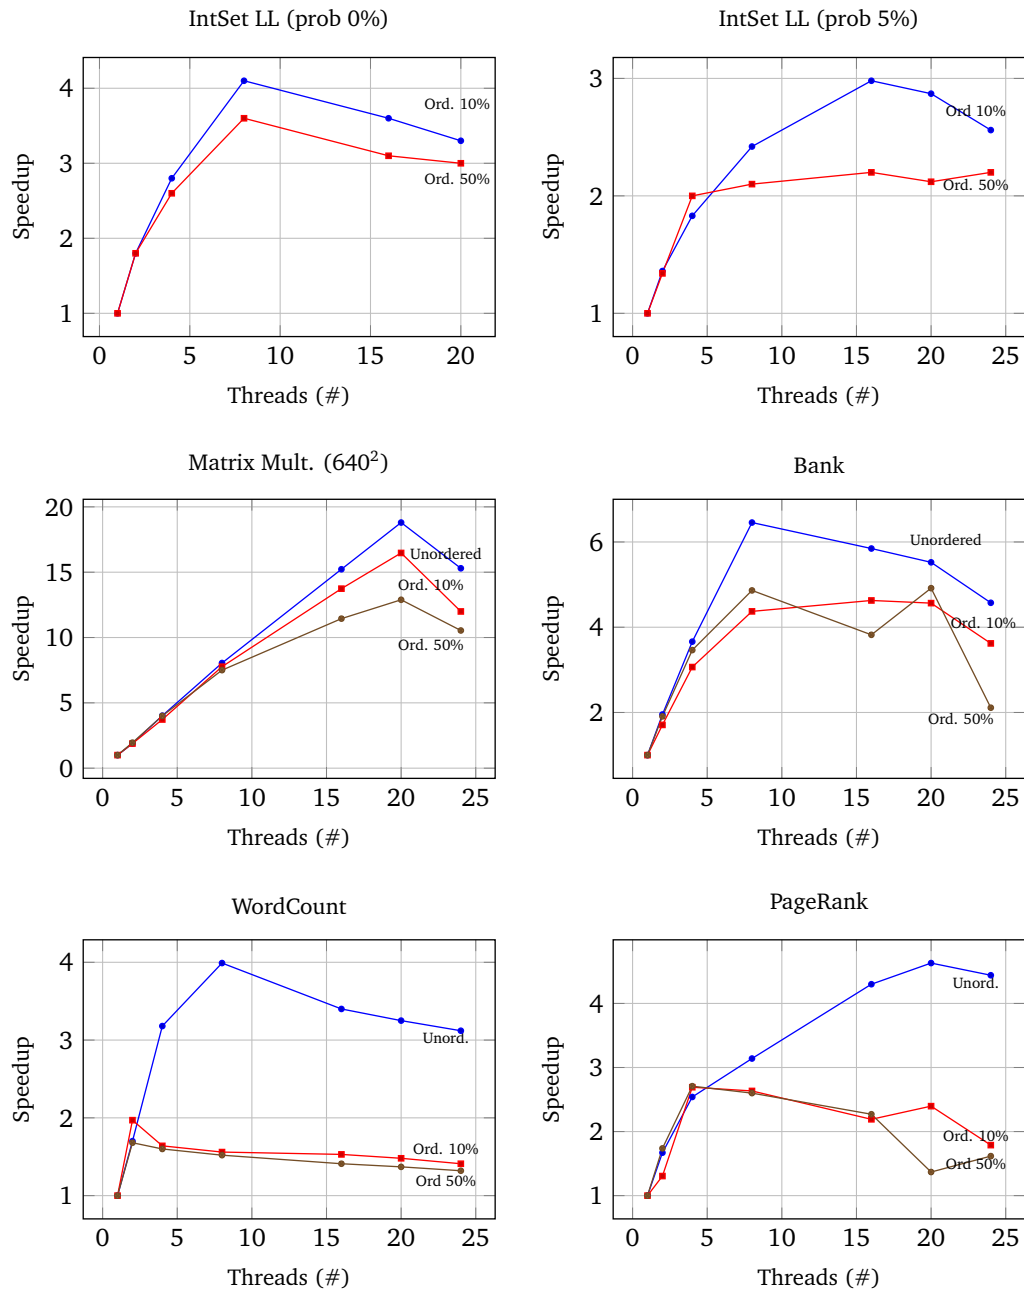 IntSet LL (prob 0%)
4
3
2
1
Speedup
Ord. 10%
Ord. 50%
0 5 10 15 20
Threads (#)
IntSet LL (prob 5%)
3
2
1
Speedup
Ord 10%
Ord. 50%
0 5 10 15 20 25
Threads (#)
Matrix Mult. (640²)
20
15
10
5
0
Speedup
Unordered
Ord. 10%
Ord. 50%
0 5 10 15 20 25
Threads (#)
Bank
6
4
2
Speedup
Unordered
Ord. 10%
Ord. 50%
0 5 10 15 20 25
Threads (#)
WordCount
4
3
2
1
Speedup
Unord.
Ord. 10%
Ord 50%
0 5 10 15 20 25
Threads (#)
PageRank
4
3
2
1
Speedup
Unord.
Ord. 10%
Ord 50%
0 5 10 15 20 25
Threads (#)